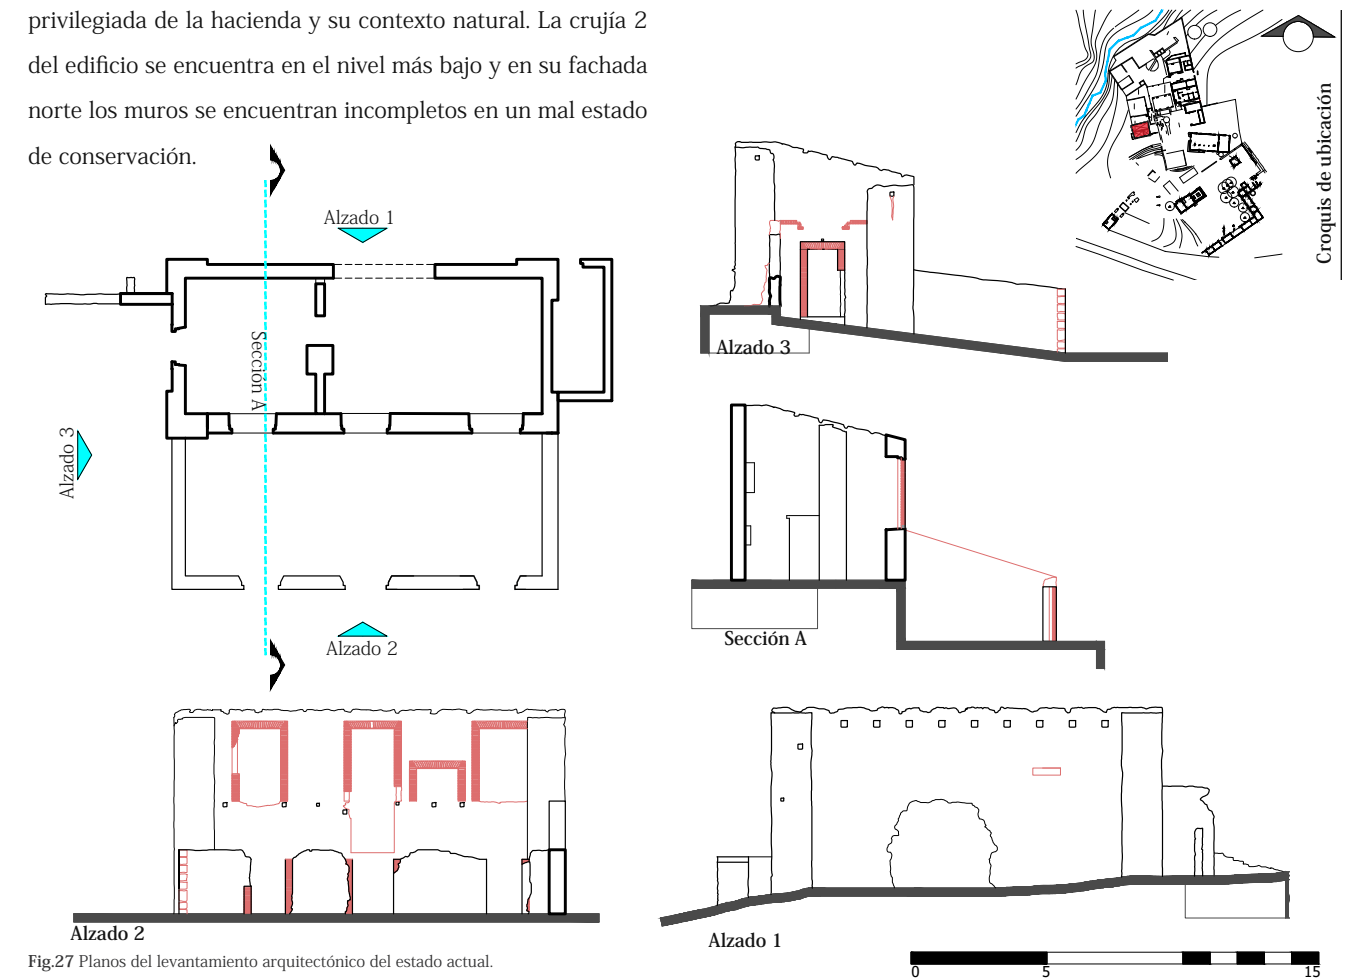 privilegiada de la hacienda y su contexto natural. La crujía 2
del edificio se encuentra en el nivel más bajo y en su fachada
norte los muros se encuentran incompletos en un mal estado
de conservación.
Croquis de ubicación
Alzado 1
Sección A
Alzado 3
Alzado 2
Alzado 3
Sección A
Alzado 2
Alzado 1
Fig.27 Planos del levantamiento arquitectónico del estado actual.
0 5 15